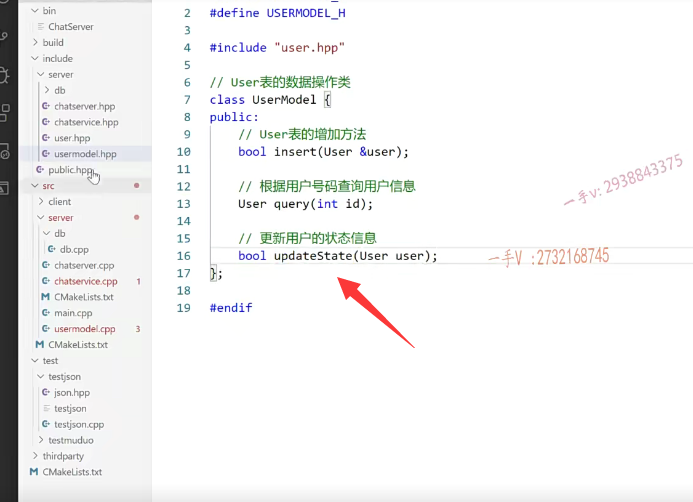 bin
ChatServer
build
include
server
db
chatserver.hpp
chatservice.hpp
user.hpp
usermodel.hpp
public.hpp
src
client
server
db
db.cpp
chatserver.cpp
chatservice.cpp 1
CMakeLists.txt
main.cpp
usermodel.cpp 3
CMakeLists.txt
test
testjson
json.hpp
testjson
testjson.cpp
testmuduo
thirdparty
CMakeLists.txt
2 #define USERMODEL_H
3
4 #include "user.hpp"
5
6 // User表的数据操作类
7 class UserModel {
8 public:
9 // User表的增加方法
10 bool insert(User &user);
11
12 // 根据用户号码查询用户信息
13 User query(int id);
14
15 // 更新用户的状态信息
16 bool updateState(User user);
17 };
18
19 #endif
一手v: 2938843375
一手V :2732168745